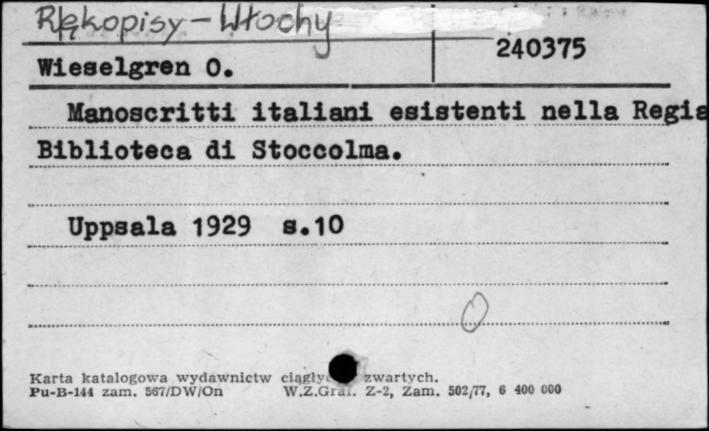 Rękopisy - Włochy
240375
Wieselgren O.
Manoscritti italiani esistenti nella Regia
Biblioteca di Stoccolma.
Uppsala 1929 s.10
Karta katalogowa wydawnictw zwartych.
Pu-B-144 zam. 567/DW/On W.Z.Graf. Z-2, Zam. 502/77, 6 400 000